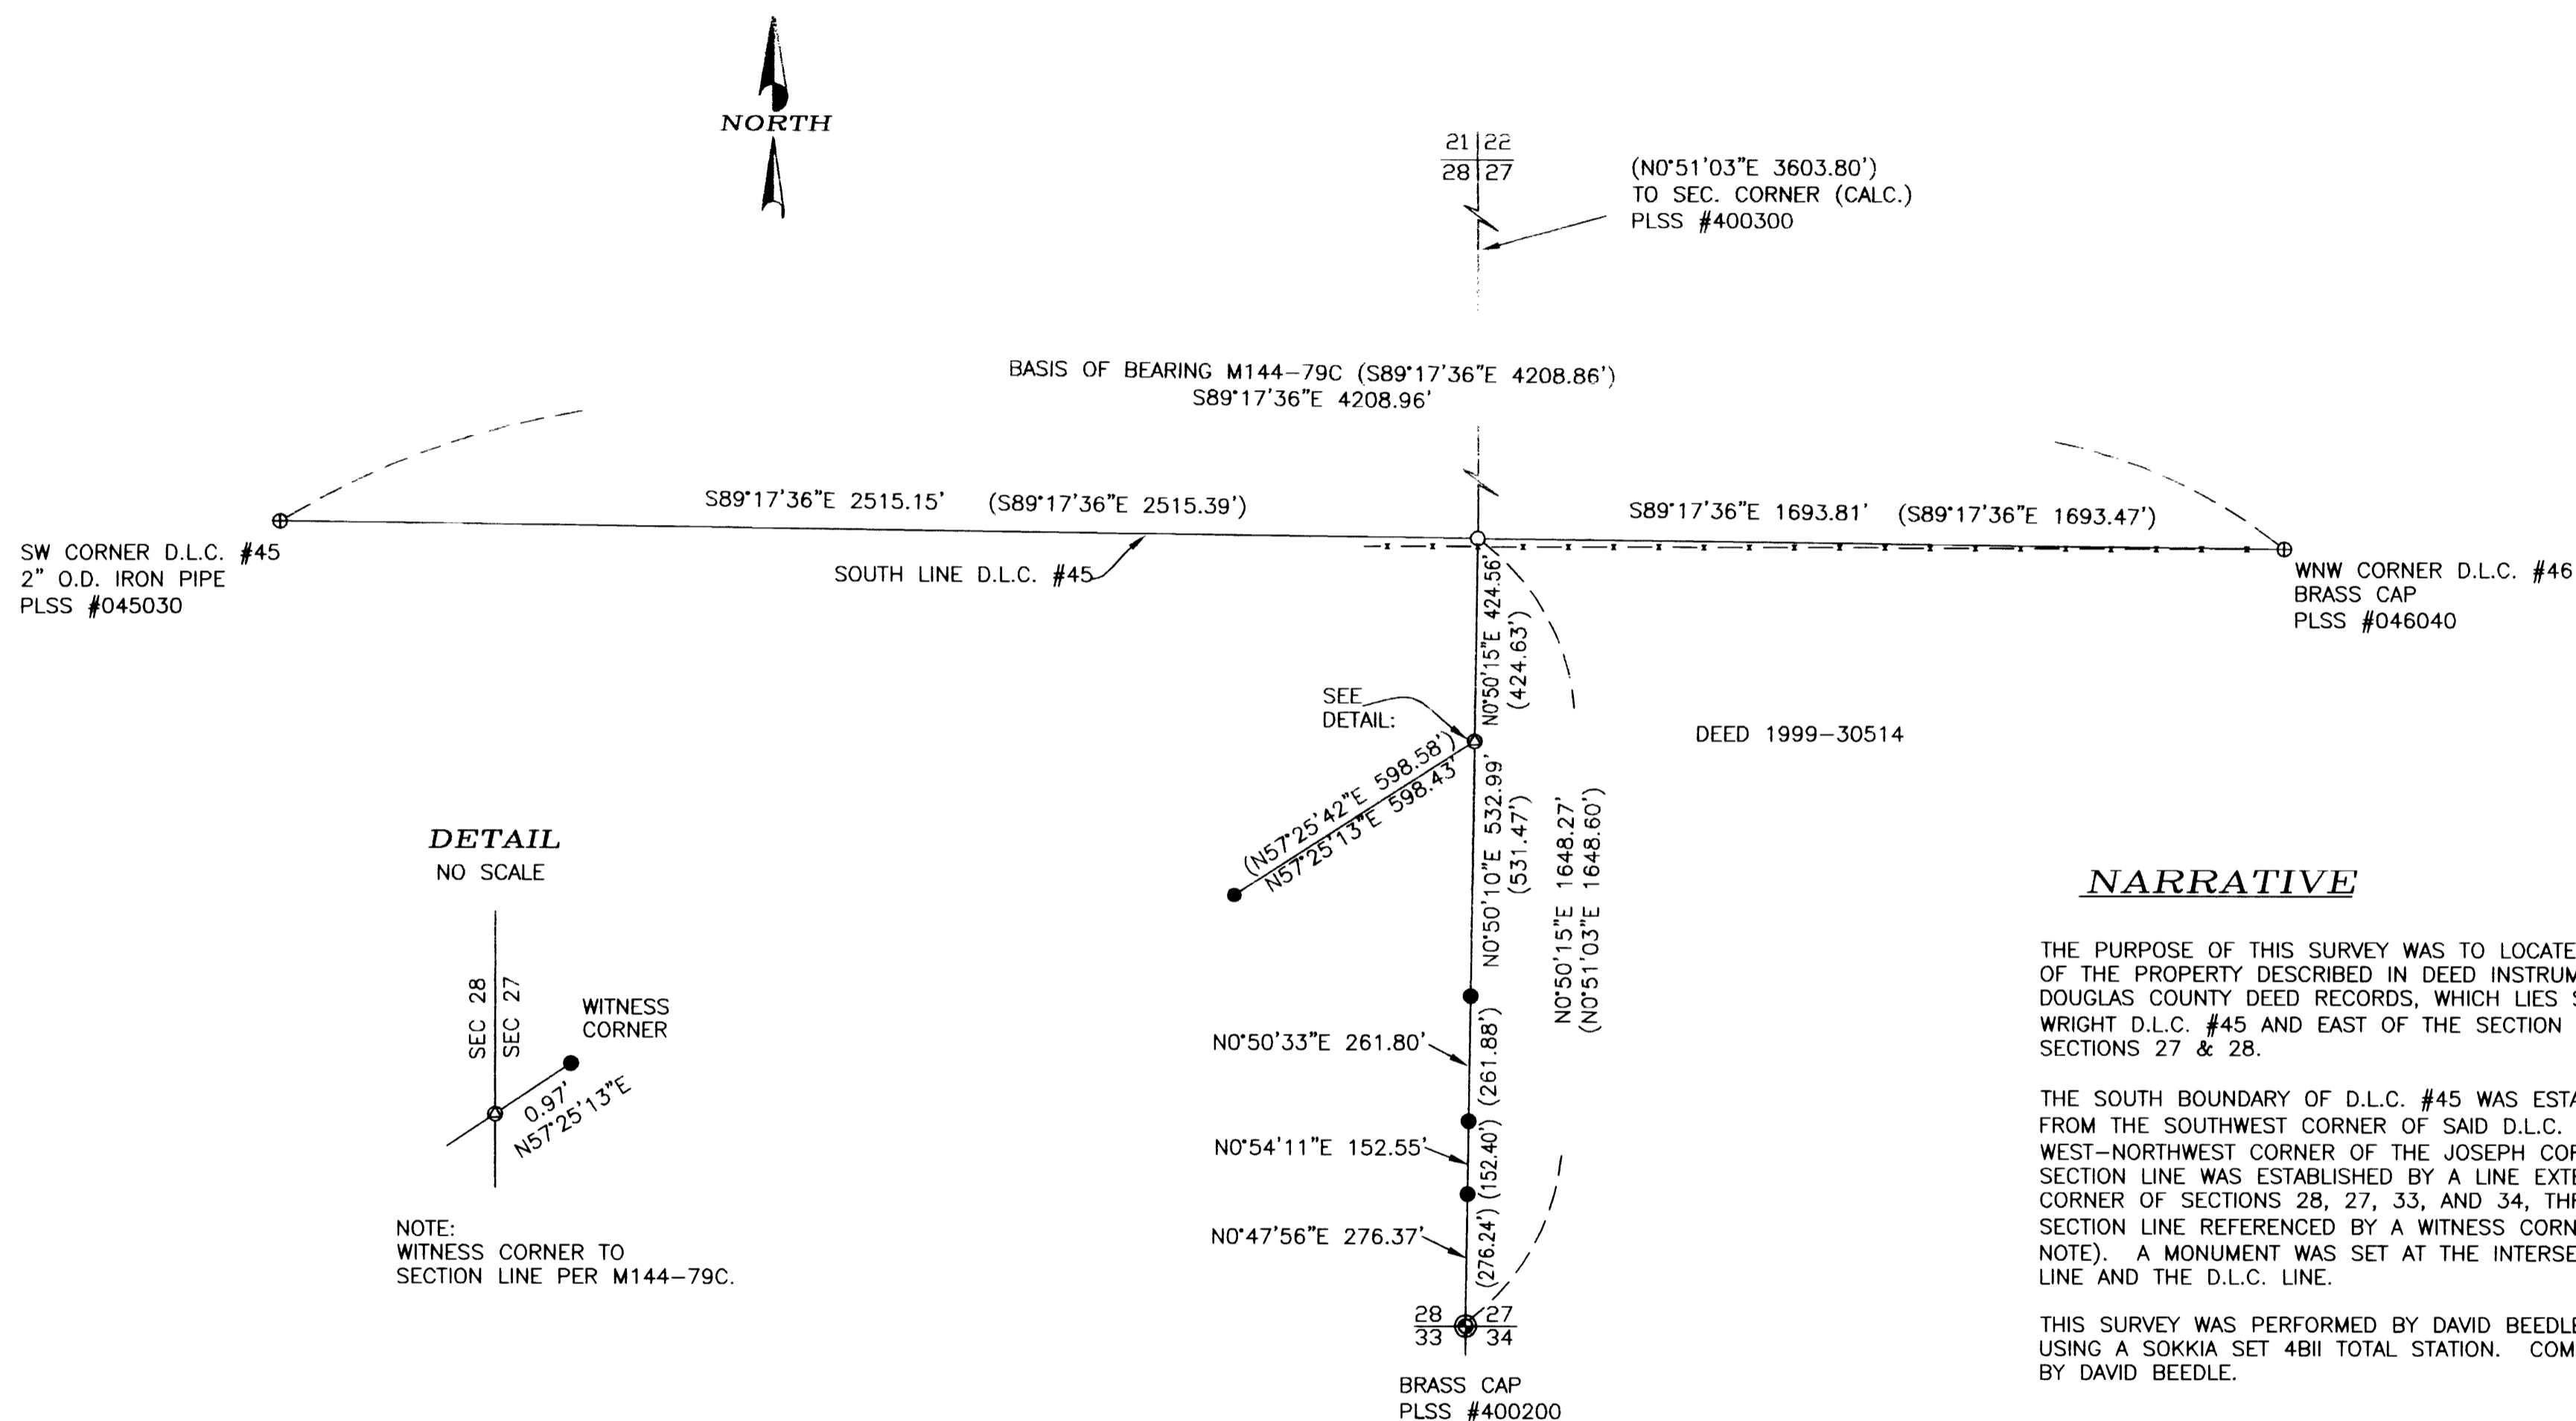 NORTH
21 22
28 27
(N0°51'03"E 3603.80')
TO SEC. CORNER (CALC.)
PLSS #400300
BASIS OF BEARING M144-79C (S89°17'36"E 4208.86')
S89°17'36"E 4208.96'
S89°17'36"E 2515.15' (S89°17'36"E 2515.39')
S89°17'36"E 1693.81' (S89°17'36"E 1693.47')
SW CORNER D.L.C. #45
2" O.D. IRON PIPE
PLSS #045030
SOUTH LINE D.L.C. #45
WNW CORNER D.L.C. #46
BRASS CAP
PLSS #046040
N0°50'15"E 424.56'
(424.63')
SEE
DETAIL:
DEED 1999-30514
(N57°25'42"E 598.58')
N57°25'13"E 598.43'
N0°50'10"E 532.99'
(531.47')
N0°50'15"E 1648.27'
(N0°51'03"E 1648.60')
DETAIL
NO SCALE
SEC 28
SEC 27
WITNESS
CORNER
0.97'
N57°25'13"E
NOTE:
WITNESS CORNER TO
SECTION LINE PER M144-79C.
N0°50'33"E 261.80'
(261.88')
N0°54'11"E 152.55'
(152.40')
N0°47'56"E 276.37'
(276.24')
28 27
33 34
BRASS CAP
PLSS #400200
NARRATIVE
THE PURPOSE OF THIS SURVEY WAS TO LOCATE
OF THE PROPERTY DESCRIBED IN DEED INSTRUM
DOUGLAS COUNTY DEED RECORDS, WHICH LIES S
WRIGHT D.L.C. #45 AND EAST OF THE SECTION
SECTIONS 27 & 28.
THE SOUTH BOUNDARY OF D.L.C. #45 WAS ESTA
FROM THE SOUTHWEST CORNER OF SAID D.L.C.
WEST-NORTHWEST CORNER OF THE JOSEPH COR
SECTION LINE WAS ESTABLISHED BY A LINE EXTE
CORNER OF SECTIONS 28, 27, 33, AND 34, THE
SECTION LINE REFERENCED BY A WITNESS CORN
NOTE). A MONUMENT WAS SET AT THE INTERSE
LINE AND THE D.L.C. LINE.
THIS SURVEY WAS PERFORMED BY DAVID BEEDLE
USING A SOKKIA SET 4BII TOTAL STATION. COM
BY DAVID BEEDLE.